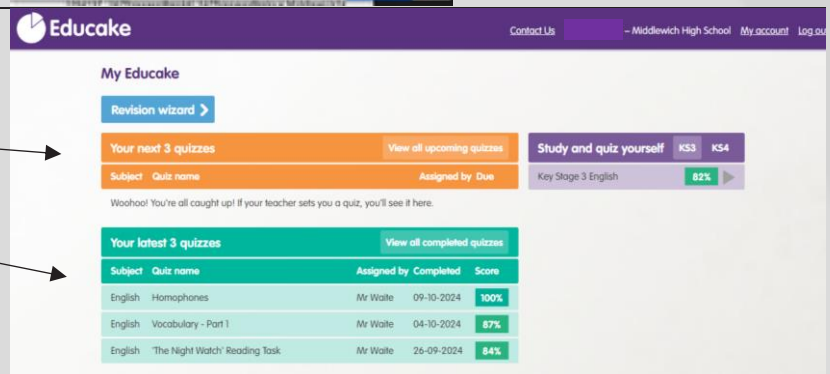 Educake
Contact Us – Middlewich High School My account Log ou
My Educake
Revision wizard
Your next 3 quizzes View all upcoming quizzes
Subject Quiz name Assigned by Due
Woohoo! You're all caught up! If your teacher sets you a quiz, you'll see it here.
Study and quiz yourself KS3 KS4
Key Stage 3 English 82%
Your latest 3 quizzes View all completed quizzes
Subject Quiz name Assigned by Completed Score
English Homophones Mr Waite 09-10-2024 100%
English Vocabulary - Part 1 Mr Waite 04-10-2024 87%
English 'The Night Watch' Reading Task Mr Waite 26-09-2024 84%